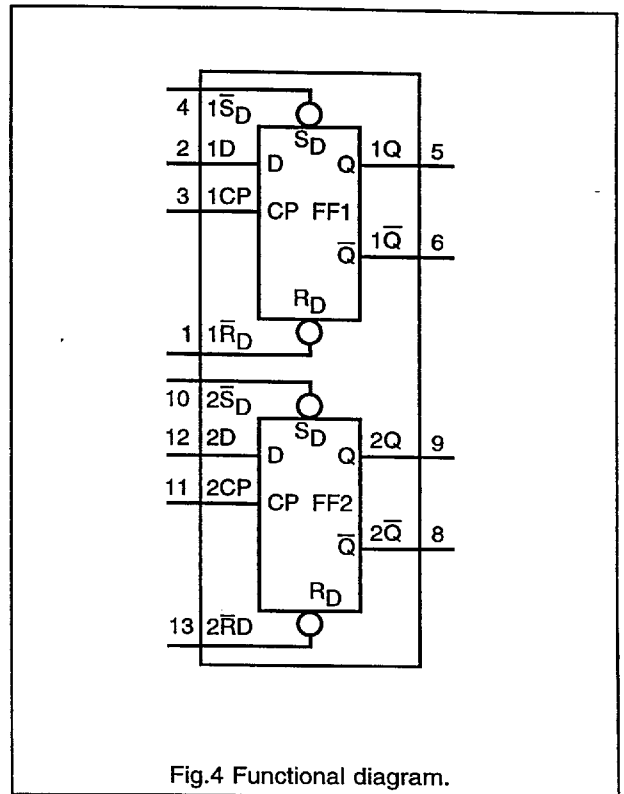 4 1S̅D
SD
2 1D D Q 1Q 5
3 1CP CP FF1
Q̅ 1Q̅ 6
RD
1 1R̅D
10 2S̅D
SD
12 2D D Q 2Q 9
11 2CP CP FF2
Q̅ 2Q̅ 8
RD
13 2R̅D
Fig.4 Functional diagram.